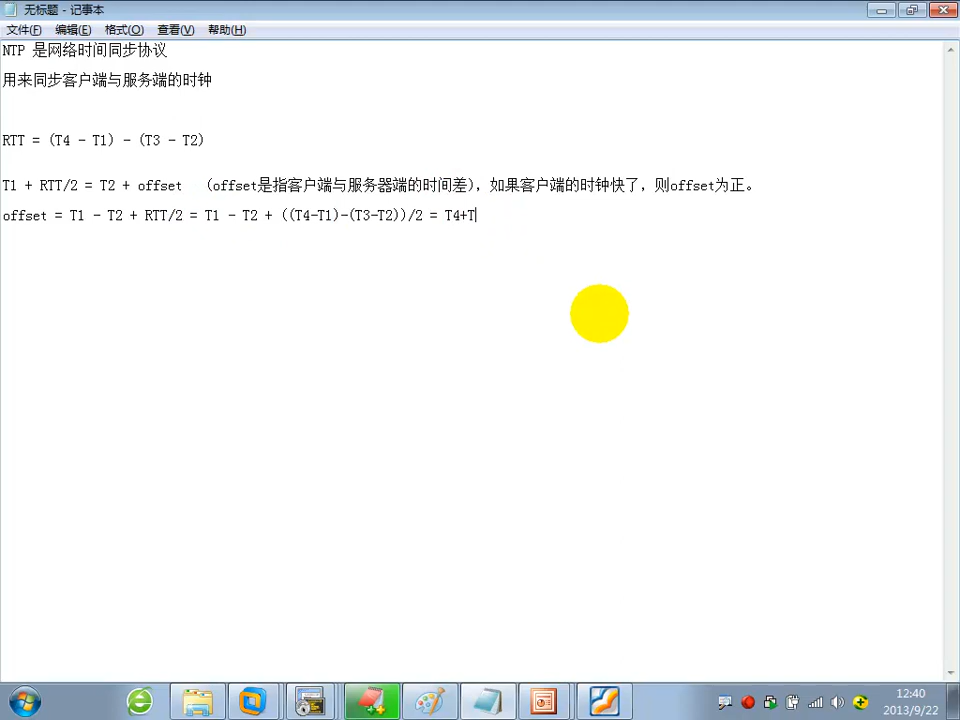 无标题 - 记事本
文件(F) 编辑(E) 格式(O) 查看(V) 帮助(H)
NTP 是网络时间同步协议
用来同步客户端与服务端的时钟
RTT = (T4 - T1) - (T3 - T2)
T1 + RTT/2 = T2 + offset （offset是指客户端与服务器端的时间差），如果客户端的时钟快了，则offset为正。
offset = T1 - T2 + RTT/2 = T1 - T2 + ((T4-T1)-(T3-T2))/2 = T4+T
12:40
2013/9/22